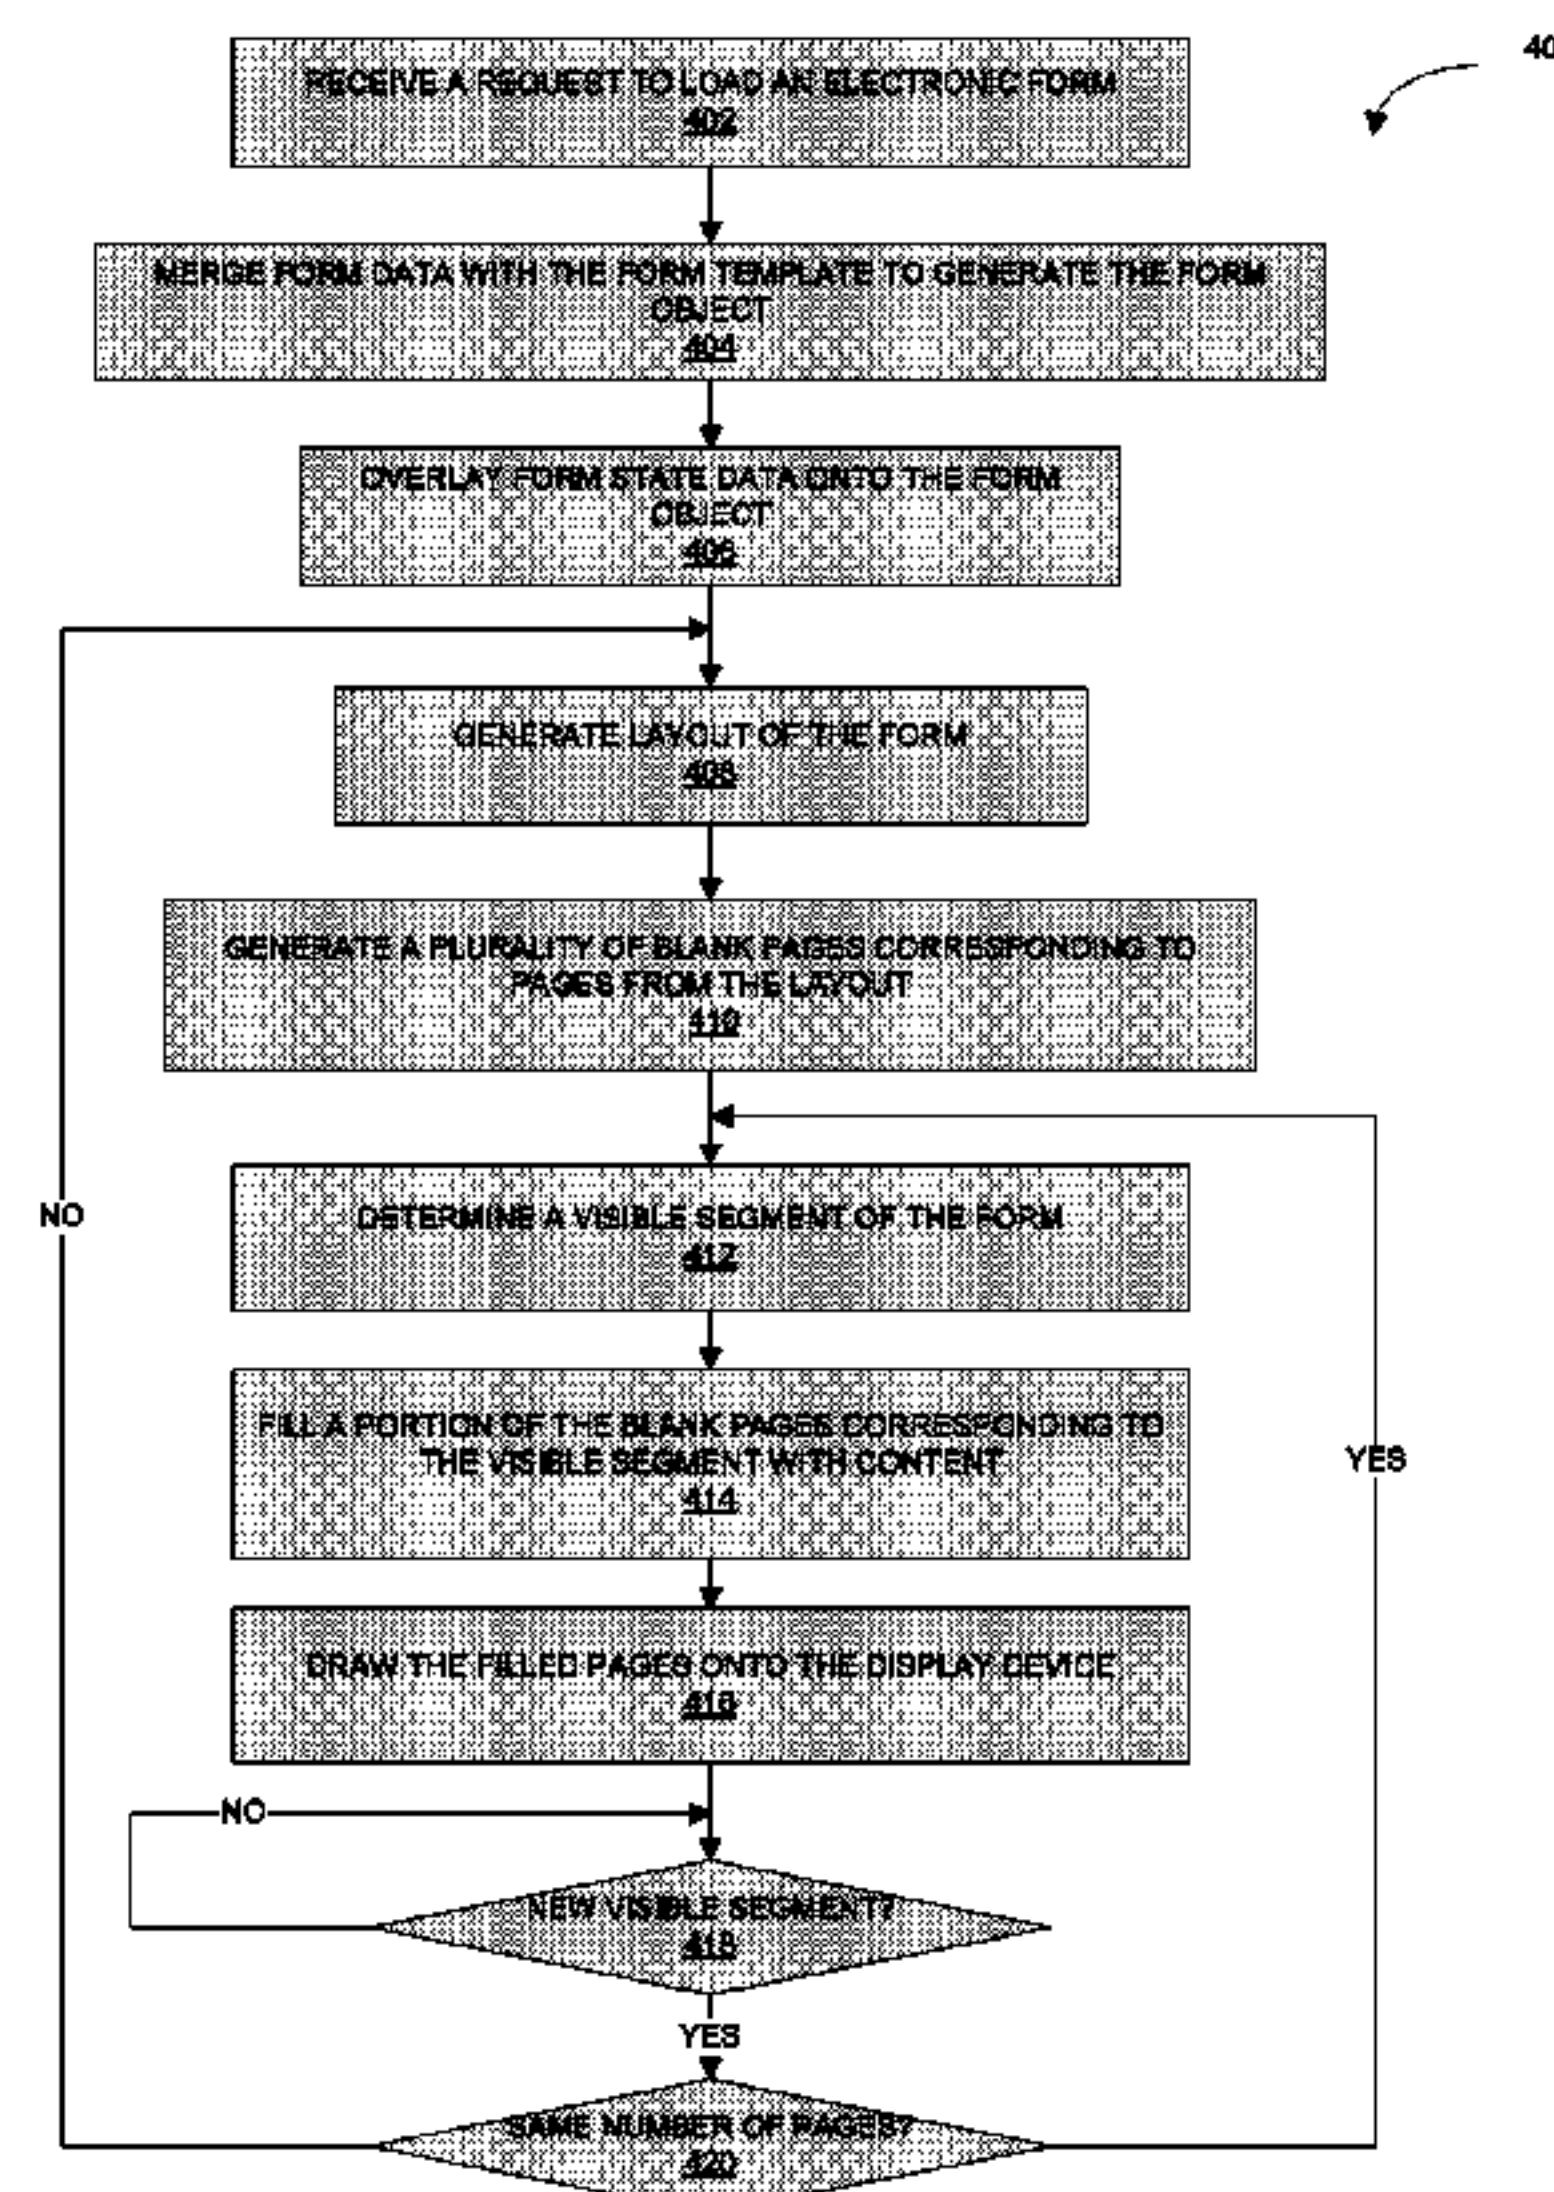 40
RECEIVE A REQUEST TO LOAD AN ELECTRONIC FORM
402
MERGE FORM DATA WITH THE FORM TEMPLATE TO GENERATE THE FORM
OBJECT
404
OVERLAY FORM STATE DATA ONTO THE FORM
OBJECT
406
GENERATE LAYOUT OF THE FORM
408
GENERATE A PLURALITY OF BLANK PAGES CORRESPONDING TO
PAGES FROM THE LAYOUT
410
DETERMINE A VISIBLE SEGMENT OF THE FORM
412
NO
FILL A PORTION OF THE BLANK PAGES CORRESPONDING TO
THE VISIBLE SEGMENT WITH CONTENT
414
YES
DRAW THE FILLED PAGES ONTO THE DISPLAY DEVICE
416
NO
NEW VISIBLE SEGMENT?
418
YES
SAME NUMBER OF PAGES?
420